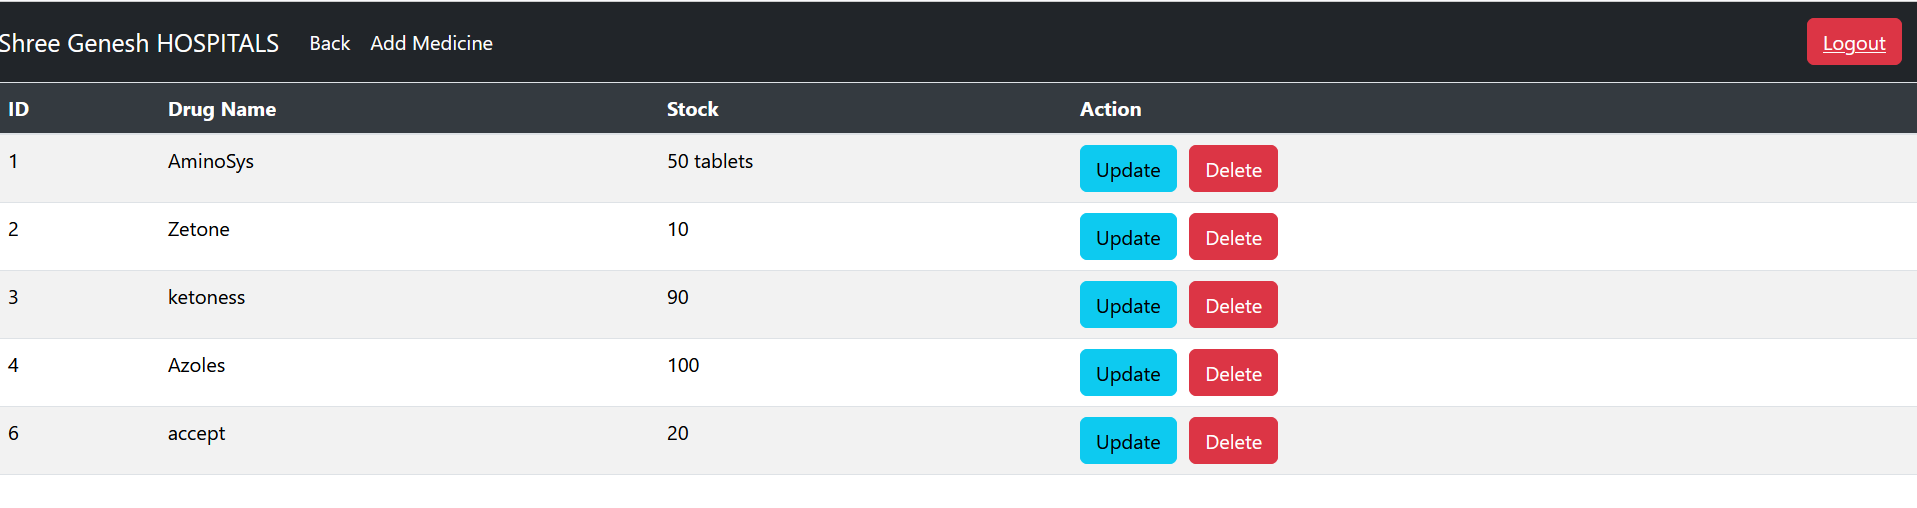 Shree Genesh HOSPITALS Back Add Medicine Logout
ID Drug Name Stock Action
1 AminoSys 50 tablets Update Delete
2 Zetone 10 Update Delete
3 ketoness 90 Update Delete
4 Azoles 100 Update Delete
6 accept 20 Update Delete